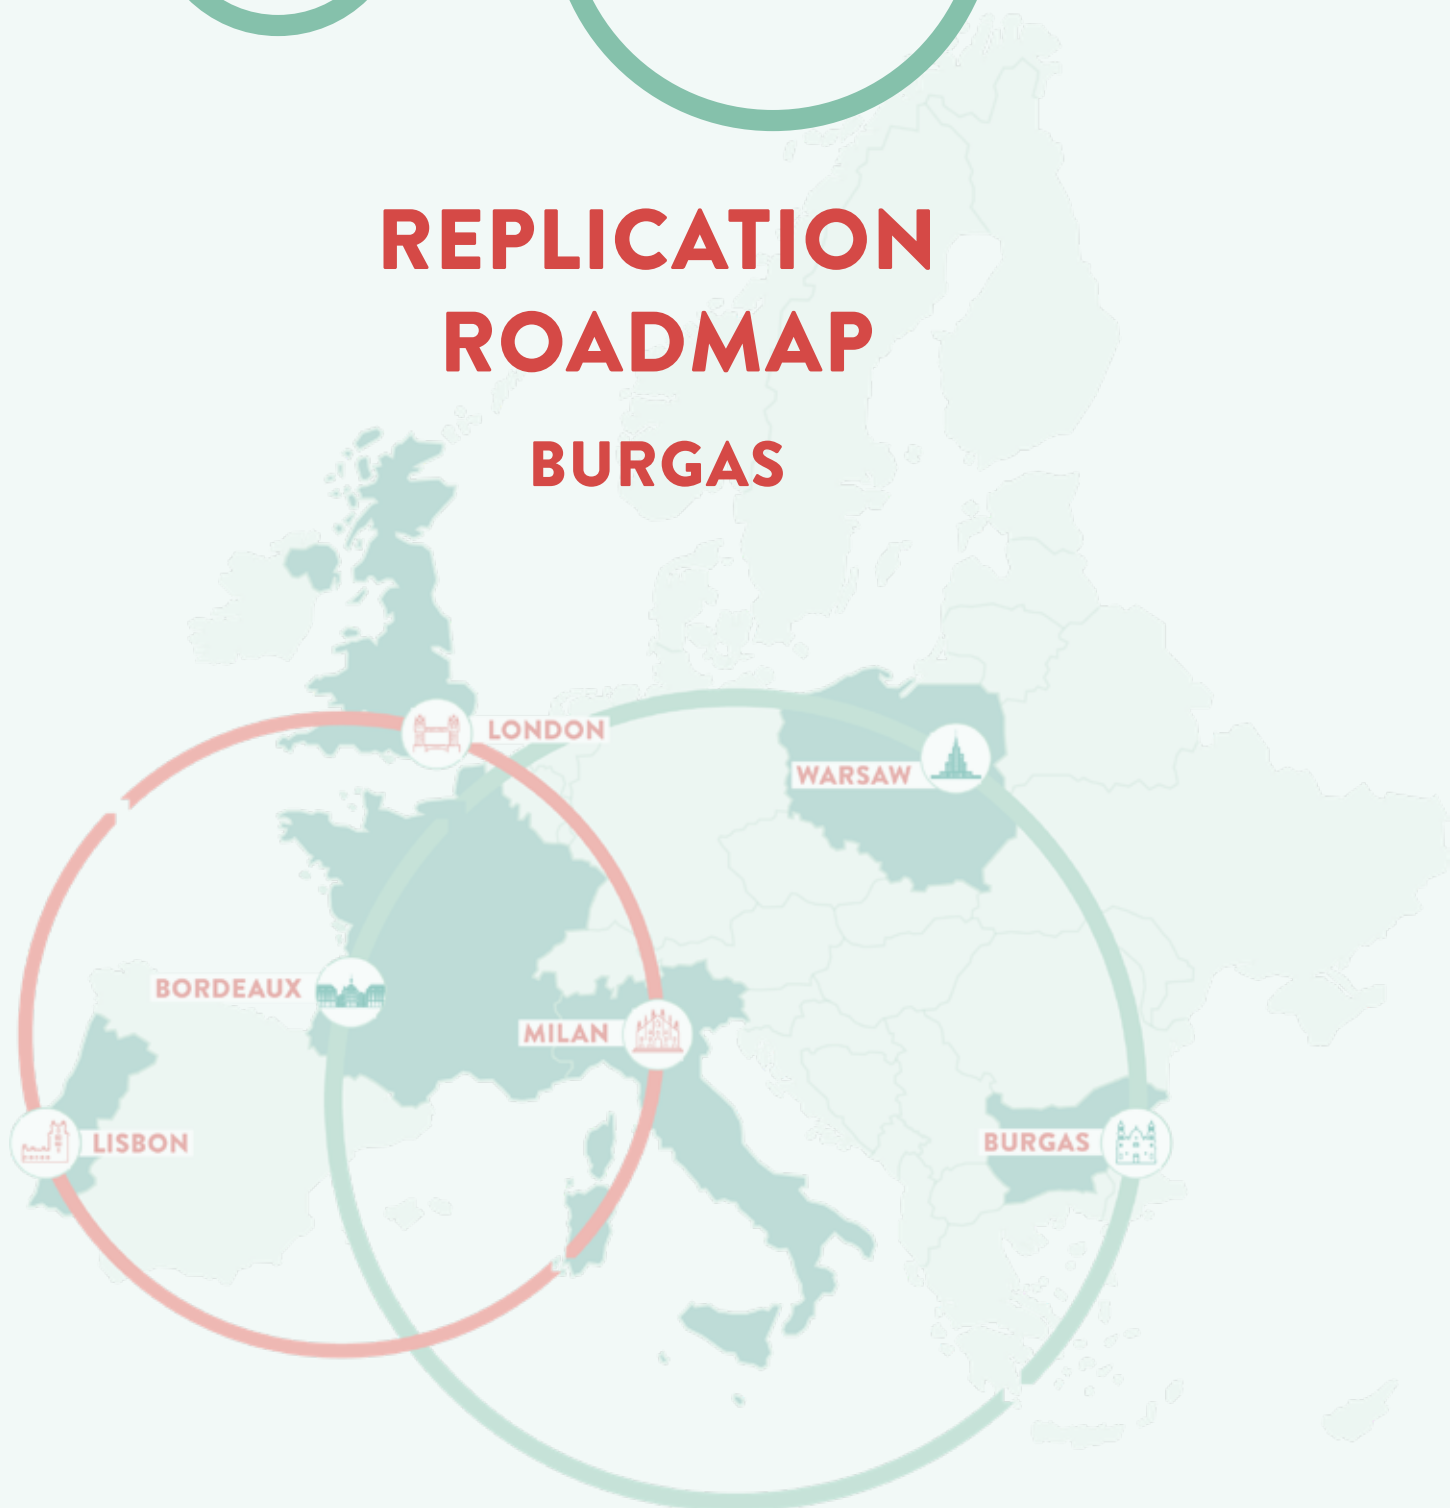 REPLICATION
ROADMAP
BURGAS
LONDON
WARSAW
BORDEAUX
MILAN
LISBON
BURGAS